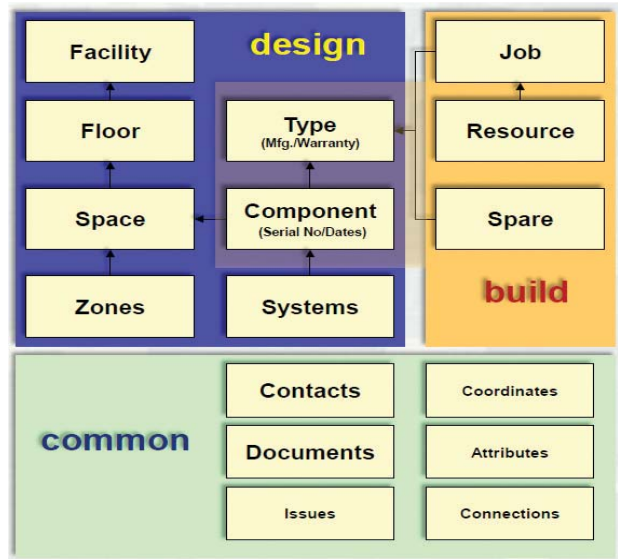 design
Facility
Floor
Space
Zones
Type
(Mfg./Warranty)
Component
(Serial No/Dates)
Systems
Job
Resource
Spare
build
common
Contacts
Documents
Issues
Coordinates
Attributes
Connections